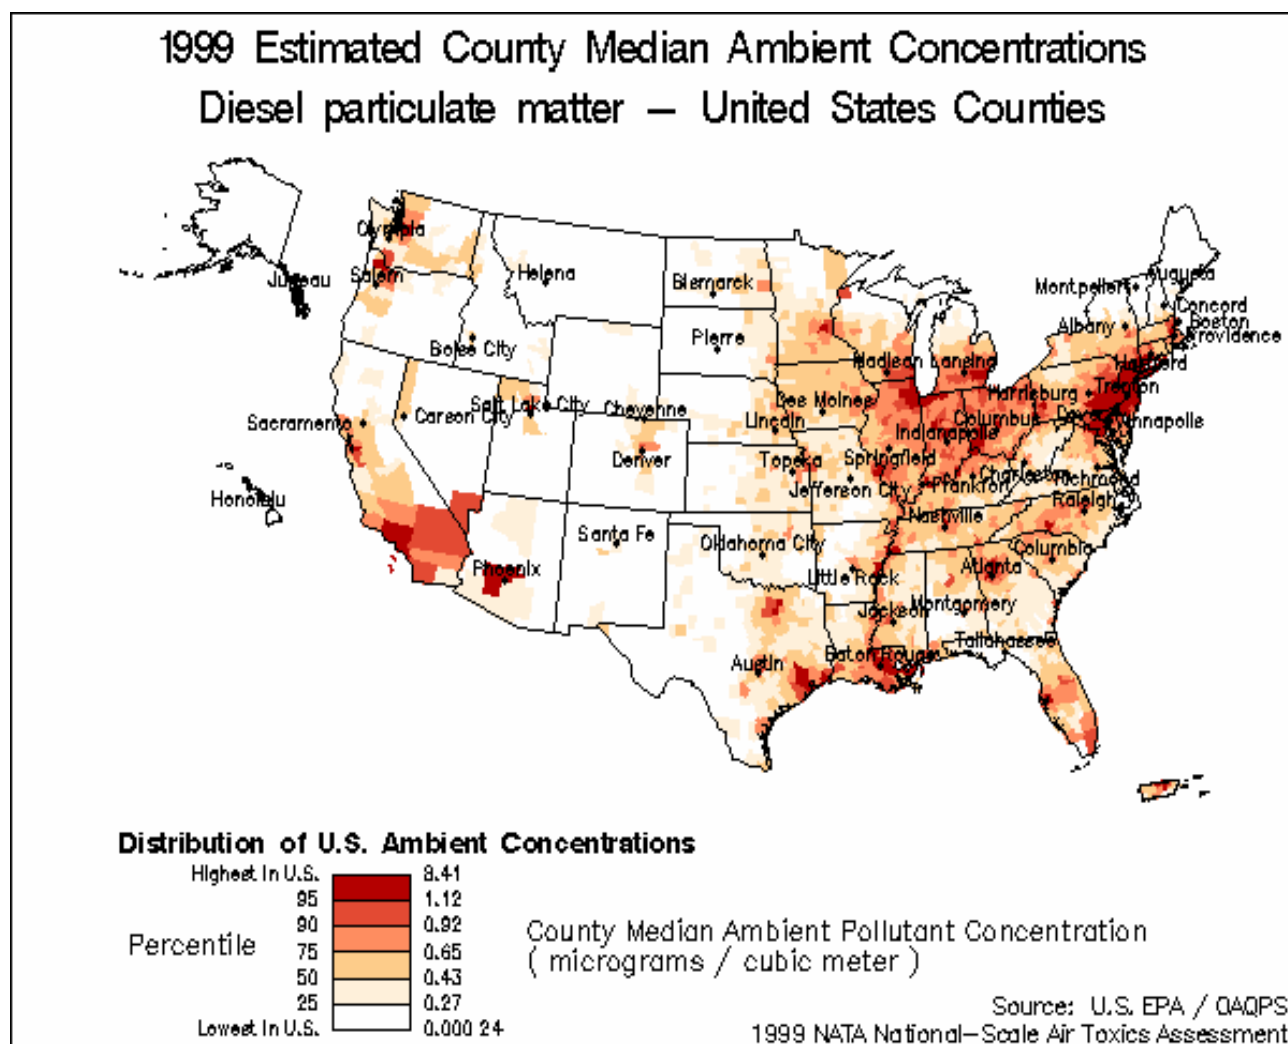 1999 Estimated County Median Ambient Concentrations
Diesel particulate matter — United States Counties
Olympia
Salem
Juneau
Helena
Bismarck
Montpelier
Augusta
Concord
Boston
Albany
Providence
Hartford
Boise City
Pierre
Madison Lansing
Harrisburg
Trenton
Dover
Annapolis
Sacramento
Carson City
Salt Lake City
Cheyenne
Lincoln
Des Moines
Columbus
Indianapolis
Denver
Topeka
Springfield
Charleston
Richmond
Honolulu
Jefferson City
Frankfort
Raleigh
Nashville
Santa Fe
Oklahoma City
Columbia
Phoenix
Little Rock
Atlanta
Jackson
Montgomery
Tallahassee
Austin
Baton Rouge
Distribution of U.S. Ambient Concentrations
Highest in U.S. 3.41
95 1.12
90 0.92
Percentile
75 0.65
50 0.43
25 0.27
Lowest in U.S. 0.000 24
County Median Ambient Pollutant Concentration
( micrograms / cubic meter )
Source: U.S. EPA / OAQPS
1999 NATA National—Scale Air Toxics Assessment